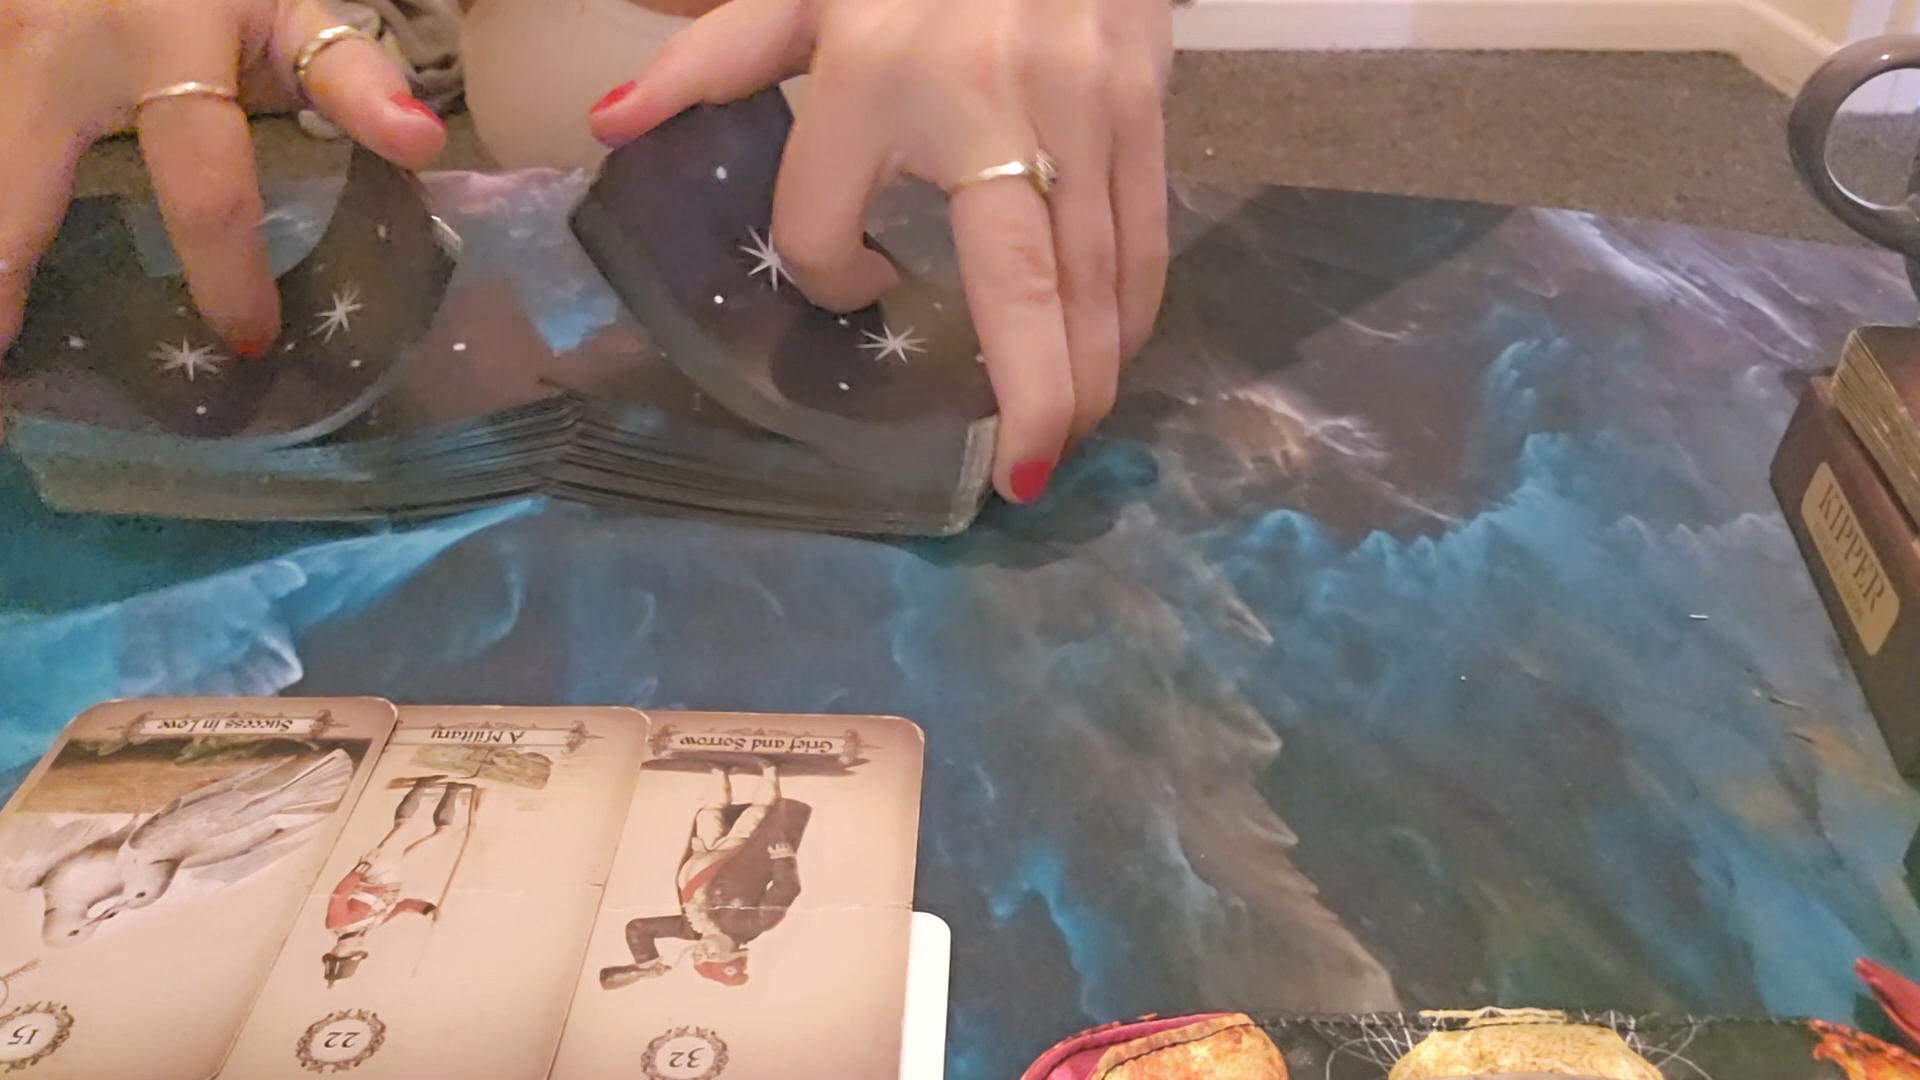 Success in Love
A Military
Grief and Sorrow
15
22
32
KIPPER